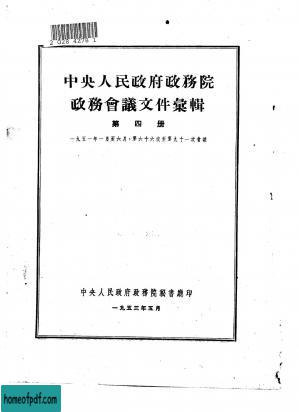 2 028 4278 1
中央人民政府政務院
政務會議文件彙輯
第四册
一九五一年一月至六月,第六十六次至第九十一次會議
中央人民政府政務院秘書廳印
一九五三年五月
homeofpdf.com